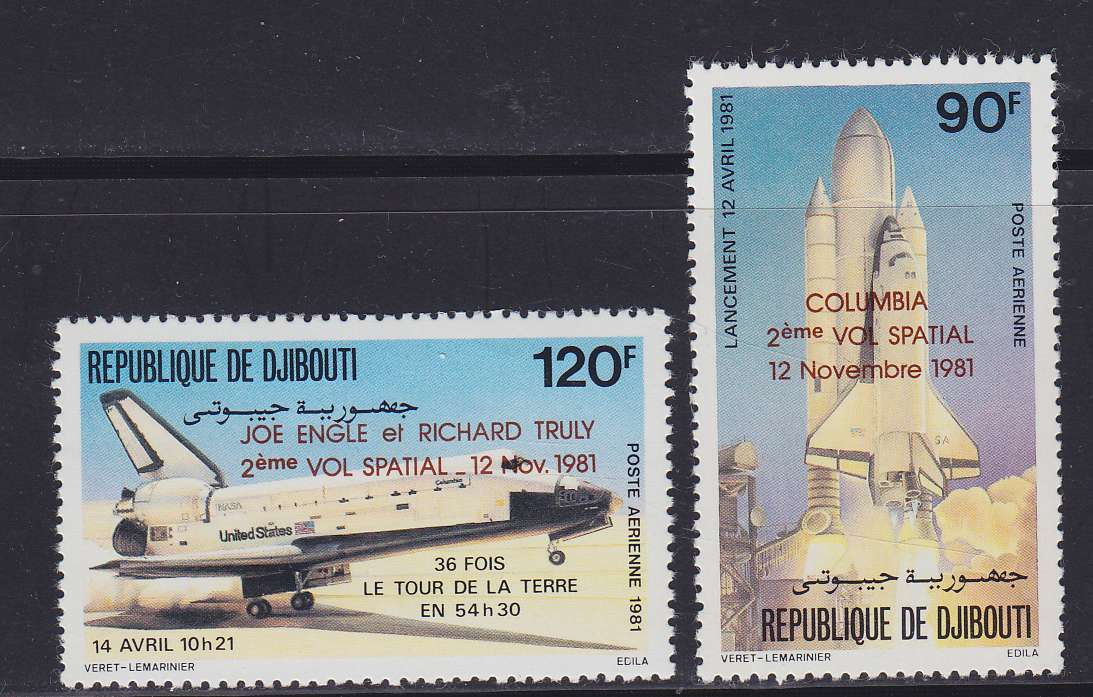 REPUBLIQUE DE DJIBOUTI
120F
جمهورية جيبوتي
JOE ENGLE et RICHARD TRULY
2ème VOL SPATIAL _ 12 Nov. 1981
Columbia
NASA
United States
36 FOIS
LE TOUR DE LA TERRE
EN 54h30
14 AVRIL 10h21
POSTE AERIENNE 1981
VERET-LEMARINIER
EDILA
90F
LANCEMENT 12 AVRIL 1981
POSTE AERIENNE
COLUMBIA
2ème VOL SPATIAL
12 Novembre 1981
جمهورية جيبوتي
REPUBLIQUE DE DJIBOUTI
VERET-LEMARINIER
EDILA